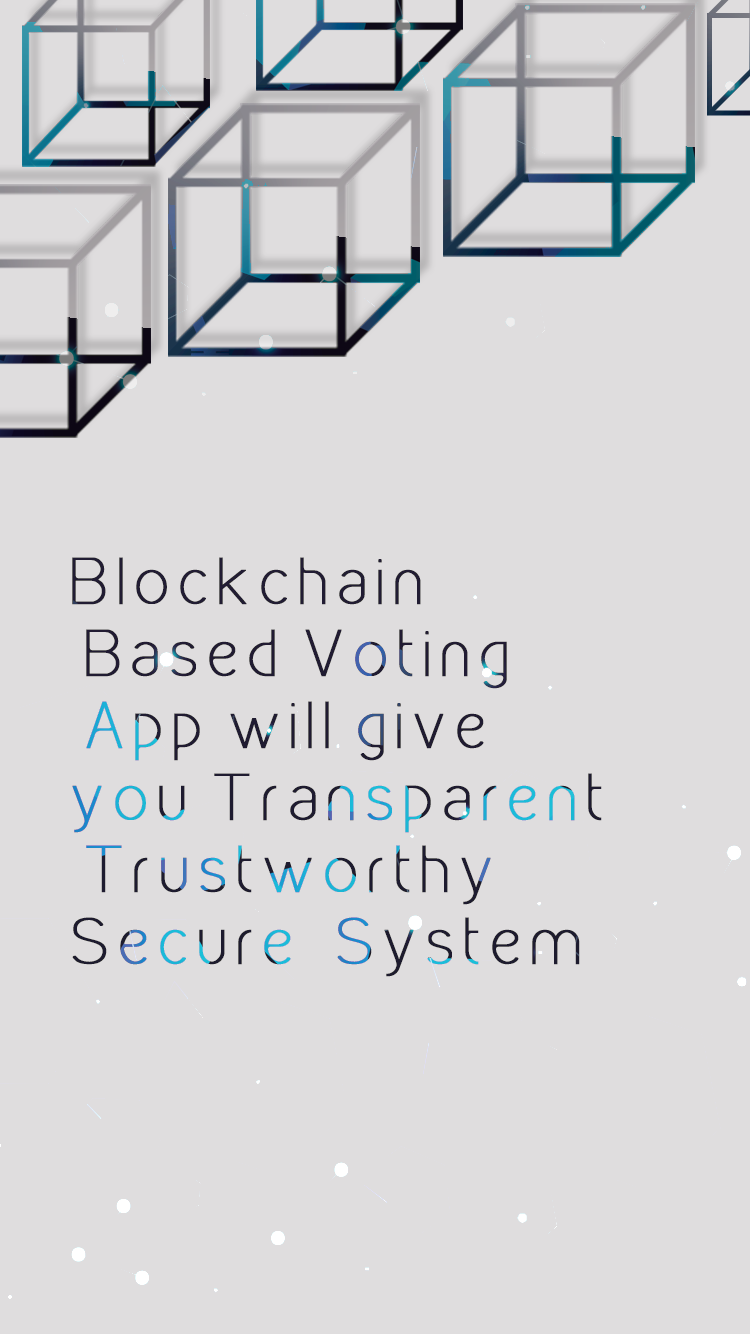 Blockchain
Based Voting
App will give
you Transparent
Trustworthy
Secure System